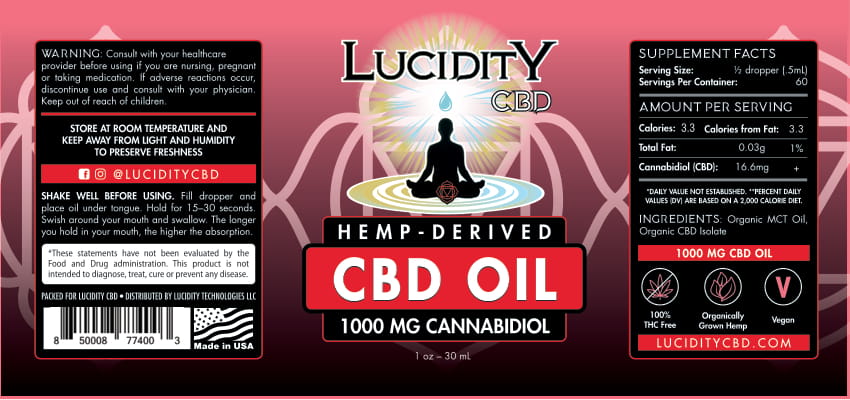 WARNING: Consult with your healthcare
provider before using if you are nursing, pregnant
or taking medication. If adverse reactions occur,
discontinue use and consult with your physician.
Keep out of reach of children.
STORE AT ROOM TEMPERATURE AND
KEEP AWAY FROM LIGHT AND HUMIDITY
TO PRESERVE FRESHNESS
@LUCIDITYCBD
SHAKE WELL BEFORE USING. Fill dropper and
place oil under tongue. Hold for 15–30 seconds.
Swish around your mouth and swallow. The longer
you hold in your mouth, the higher the absorption.
*These statements have not been evaluated by the
Food and Drug administration. This product is not
intended to diagnose, treat, cure or prevent any disease.
PACKED FOR LUCIDITY CBD • DISTRIBUTED BY LUCIDITY TECHNOLOGIES LLC
8 50008 77400 3
Made in USA
LUCIDITY
CBD
HEMP-DERIVED
CBD OIL
1000 MG CANNABIDIOL
1 oz – 30 mL
SUPPLEMENT FACTS
Serving Size: ½ dropper (.5mL)
Servings Per Container: 60
AMOUNT PER SERVING
Calories: 3.3 Calories from Fat: 3.3
Total Fat: 0.03g 1%
Cannabidiol (CBD): 16.6mg +
*DAILY VALUE NOT ESTABLISHED. **PERCENT DAILY
VALUES (DV) ARE BASED ON A 2,000 CALORIE DIET.
INGREDIENTS: Organic MCT Oil,
Organic CBD Isolate
1000 MG CBD OIL
V
100%
THC Free
Organically
Grown Hemp
Vegan
LUCIDITYCBD.COM